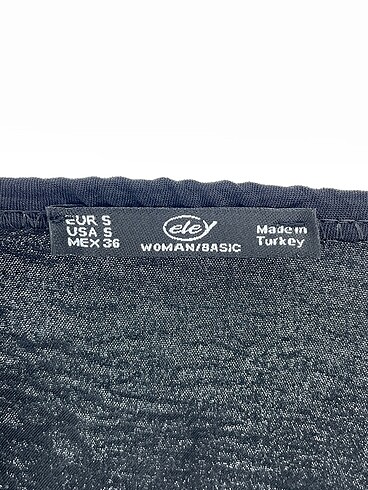 EUR S
USA S
MEX 36
eley
WOMAN/BASIC
Made in
Turkey